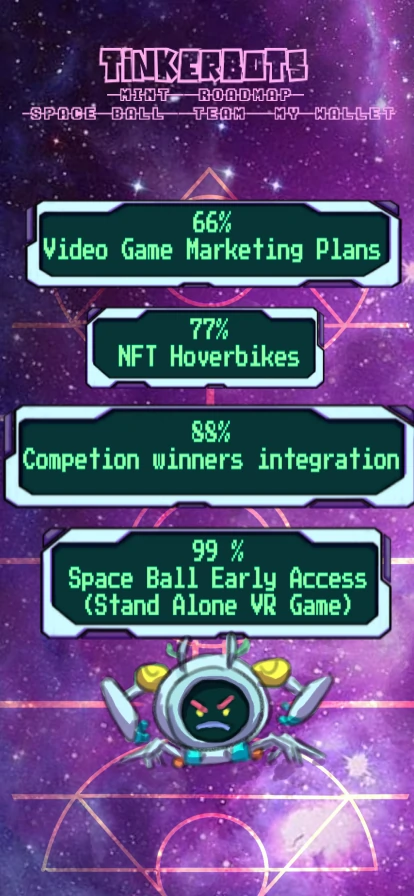 TINKERBOTS
MINT ROADMAP
SPACE BALL TEAM MY WALLET
66%
Video Game Marketing Plans
77%
NFT Hoverbikes
88%
Competion winners integration
99 %
Space Ball Early Access
(Stand Alone VR Game)